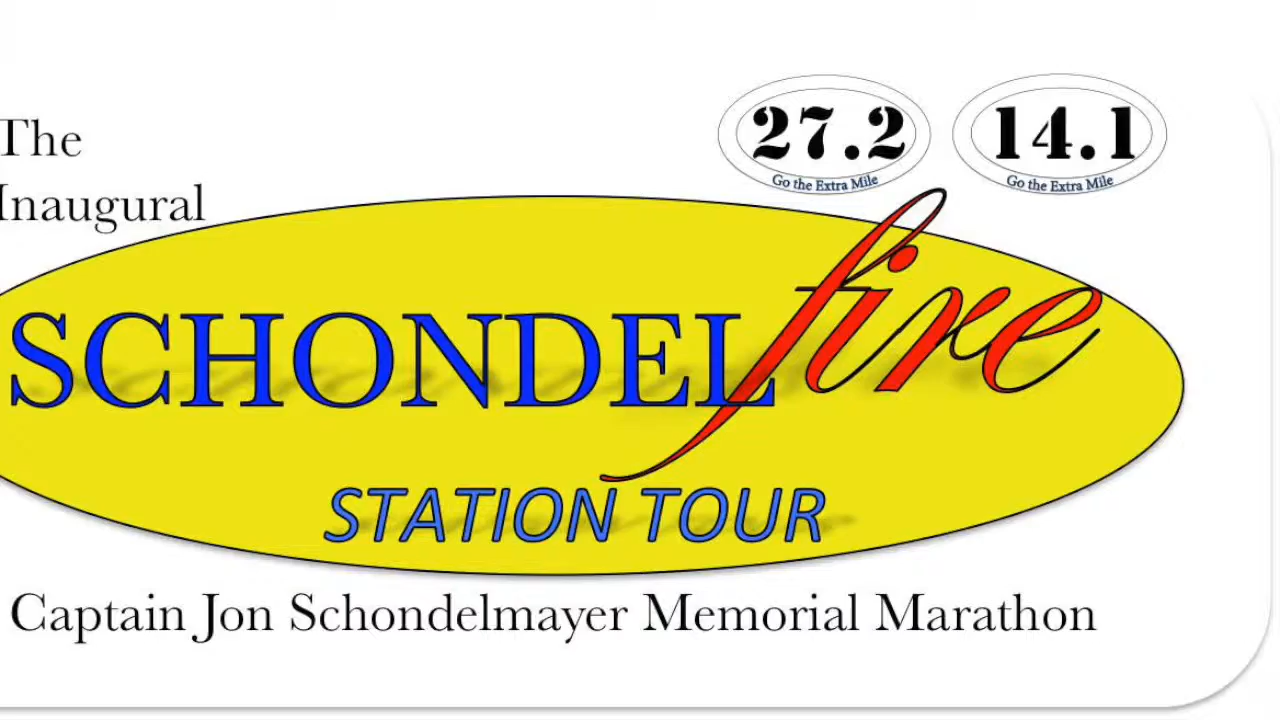 The
Inaugural
27.2
Go the Extra Mile
14.1
Go the Extra Mile
SCHONDELfire
STATION TOUR
Captain Jon Schondelmayer Memorial Marathon